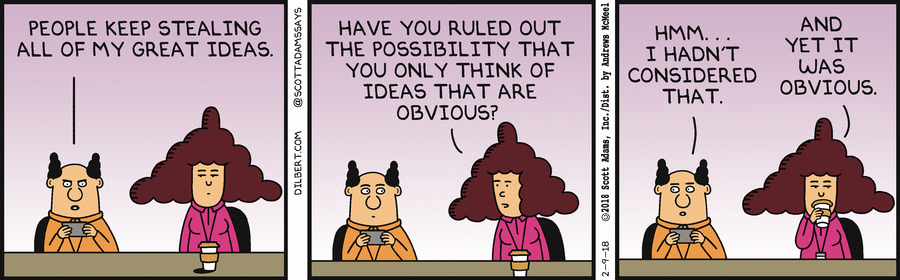 PEOPLE KEEP STEALING
ALL OF MY GREAT IDEAS.
DILBERT.COM @SCOTTADAMSSAYS
HAVE YOU RULED OUT
THE POSSIBILITY THAT
YOU ONLY THINK OF
IDEAS THAT ARE
OBVIOUS?
2-9-18 ©2018 Scott Adams, Inc./Dist. by Andrews McMeel
HMM...
I HADN'T
CONSIDERED
THAT.
AND
YET IT
WAS
OBVIOUS.